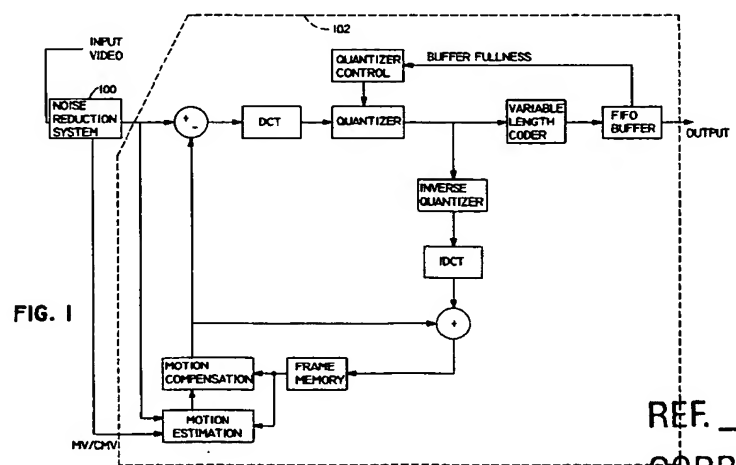 INPUT
VIDEO
100
NOISE
REDUCTION
SYSTEM
102
+
-
DCT
QUANTIZER
CONTROL
BUFFER FULLNESS
QUANTIZER
VARIABLE
LENGTH
CODER
FIFO
BUFFER
OUTPUT
INVERSE
QUANTIZER
IDCT
+
FIG. 1
MOTION
COMPENSATION
FRAME
MEMORY
MOTION
ESTIMATION
MV/CMV
REF.